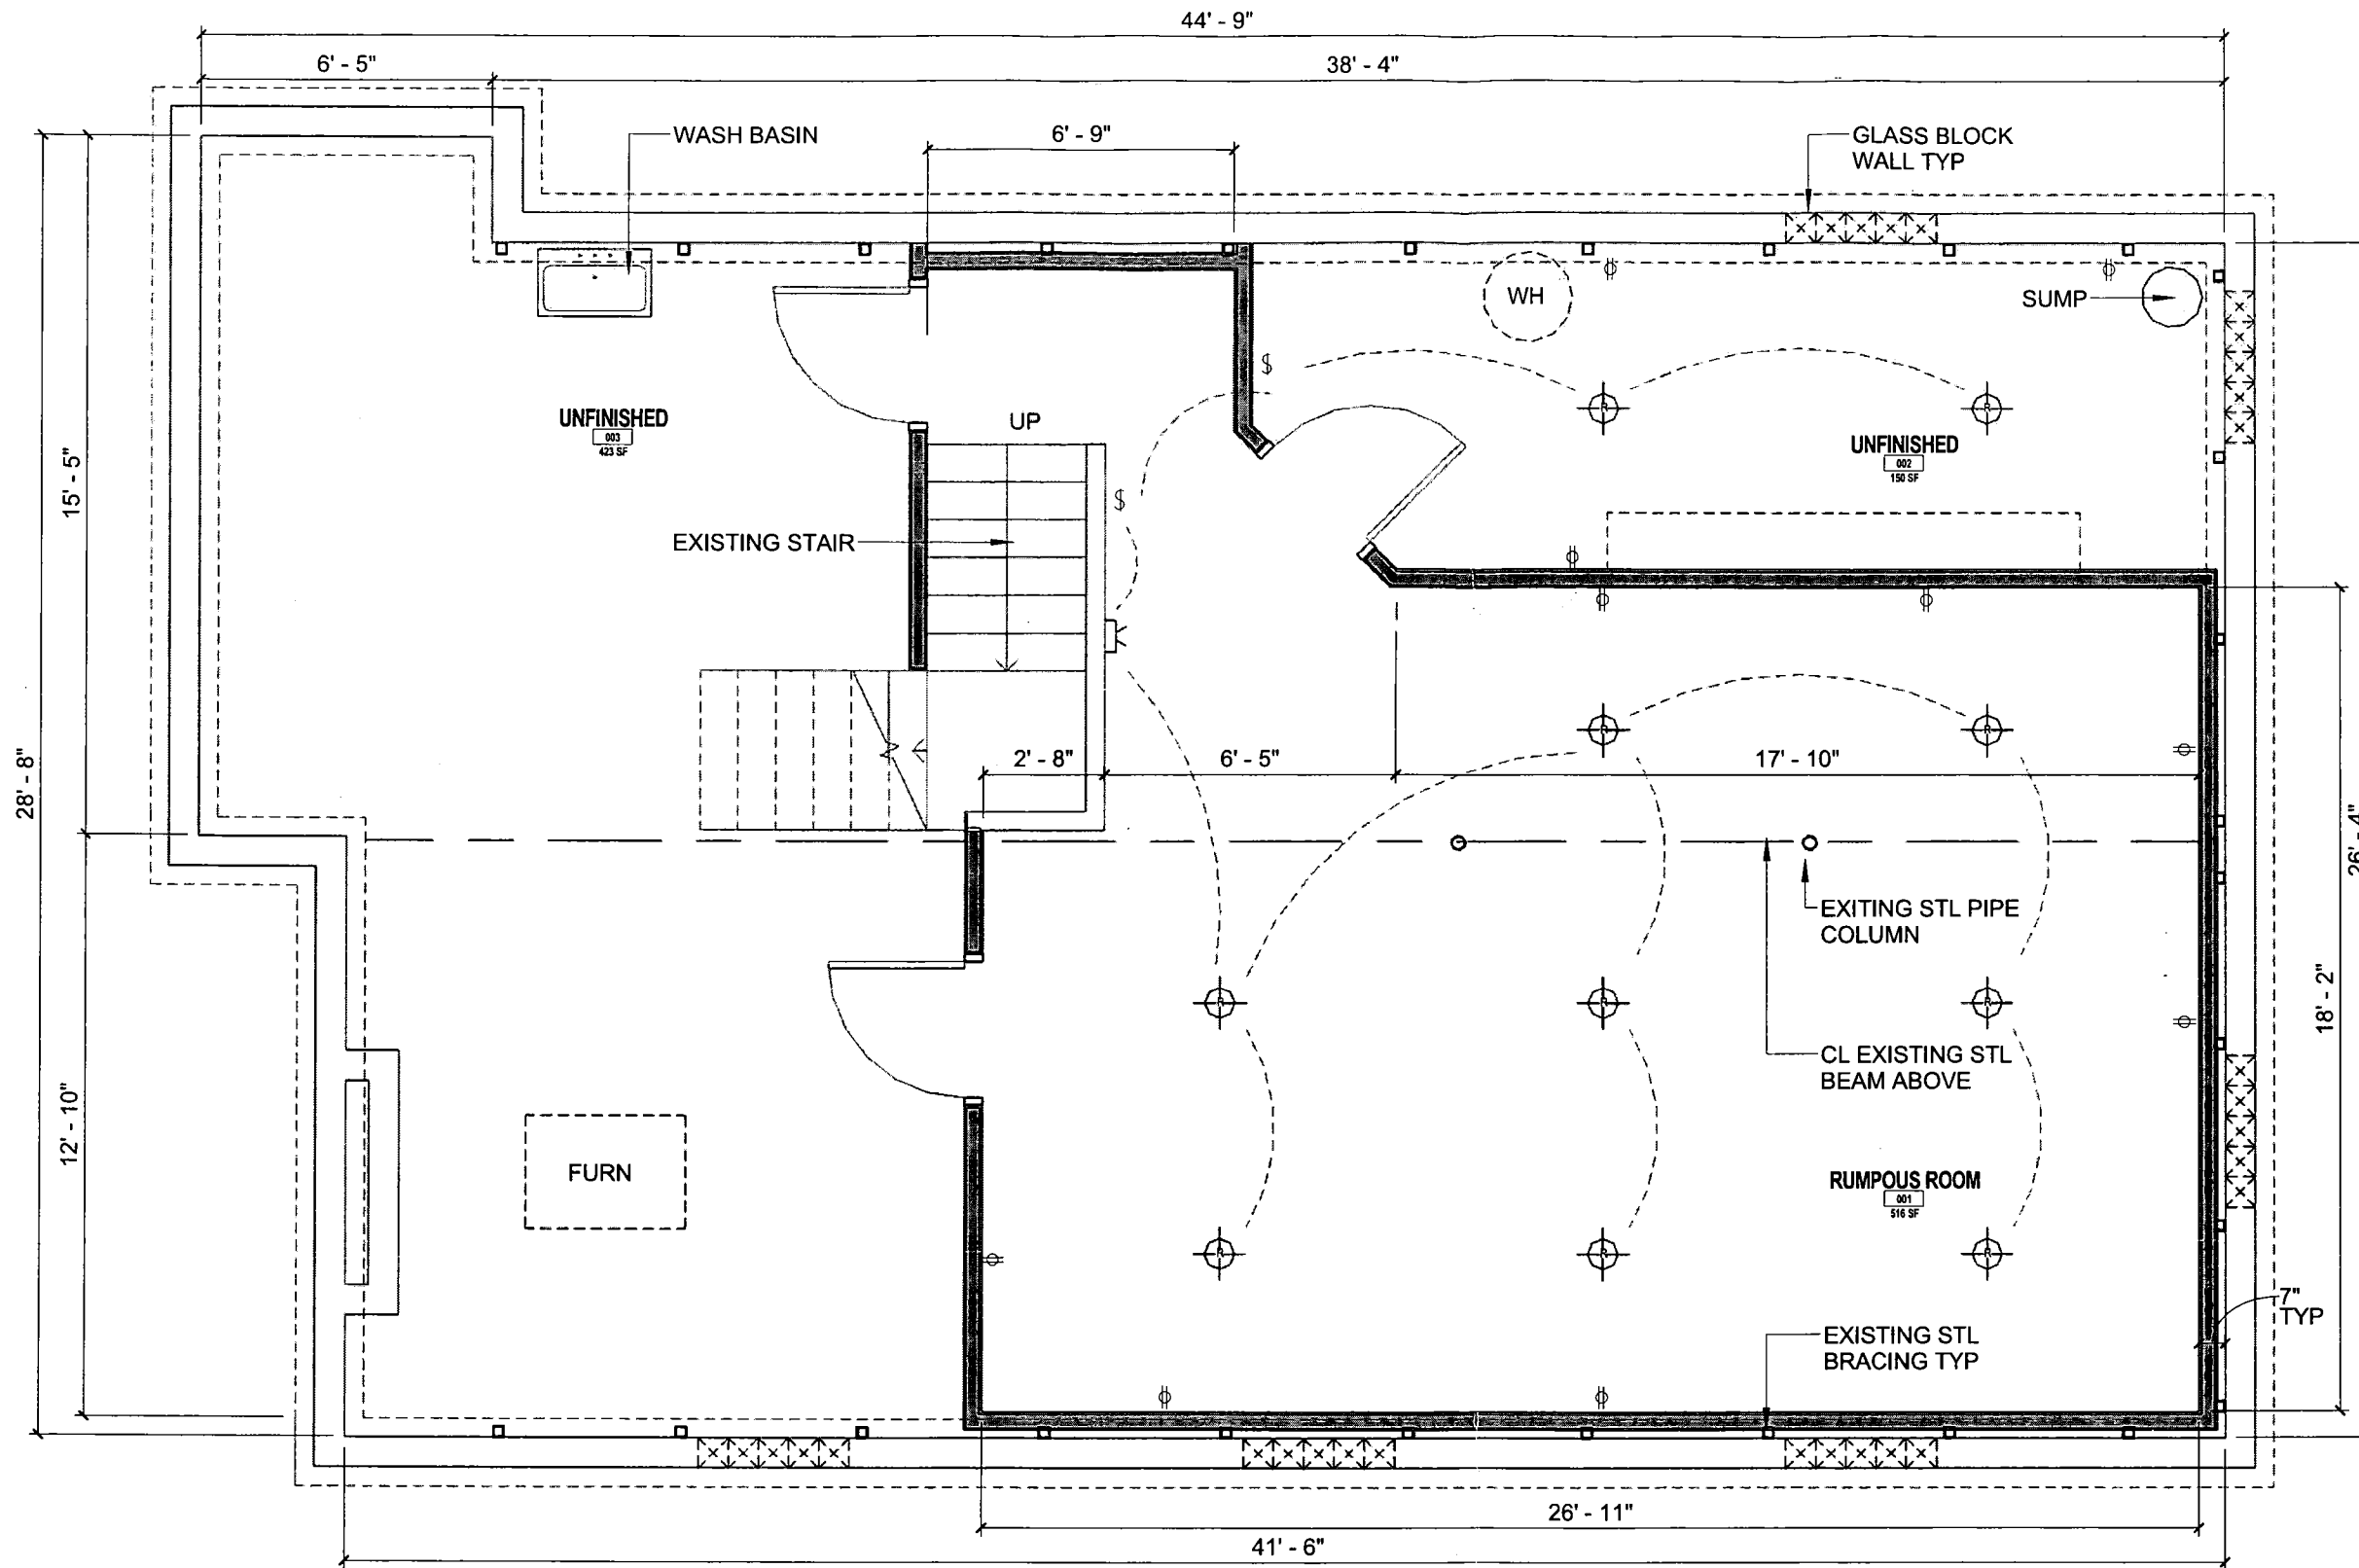 44' - 9"
6' - 5"
38' - 4"
WASH BASIN
6' - 9"
GLASS BLOCK
WALL TYP
WH
SUMP
$
UNFINISHED
003
423 SF
UP
UNFINISHED
002
150 SF
15' - 5"
$
EXISTING STAIR
28' - 8"
2' - 8"
6' - 5"
17' - 10"
26' - 4"
EXITING STL PIPE
COLUMN
18' - 2"
CL EXISTING STL
BEAM ABOVE
12' - 10"
FURN
RUMPOUS ROOM
001
516 SF
7"
TYP
EXISTING STL
BRACING TYP
26' - 11"
41' - 6"
R
R
R
R
R
R
R
R
R
R